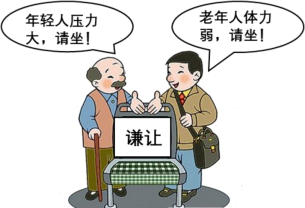 年轻人压力
大，请坐！
老年人体力
弱，请坐！
谦让